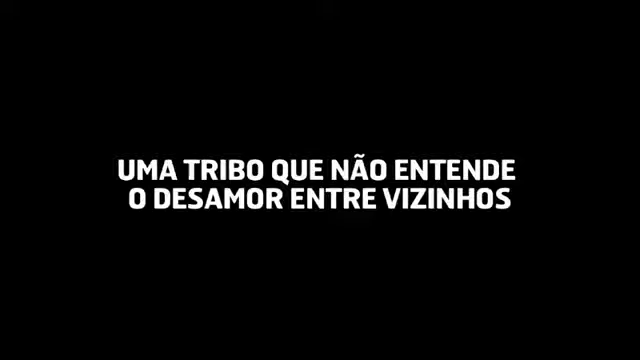 UMA TRIBO QUE NÃO ENTENDE
O DESAMOR ENTRE VIZINHOS